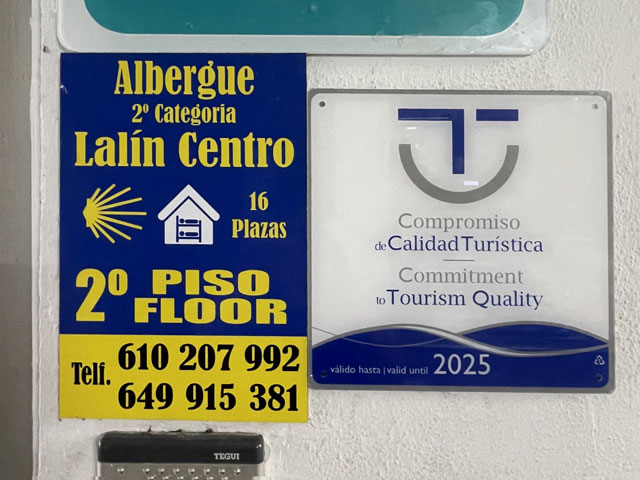 Albergue
2º Categoria
Lalín Centro
16
Plazas
2º PISO
FLOOR
Telf. 610 207 992
649 915 381
Compromiso
de Calidad Turística
Commitment
to Tourism Quality
válido hasta | valid until 2025
TEGUI